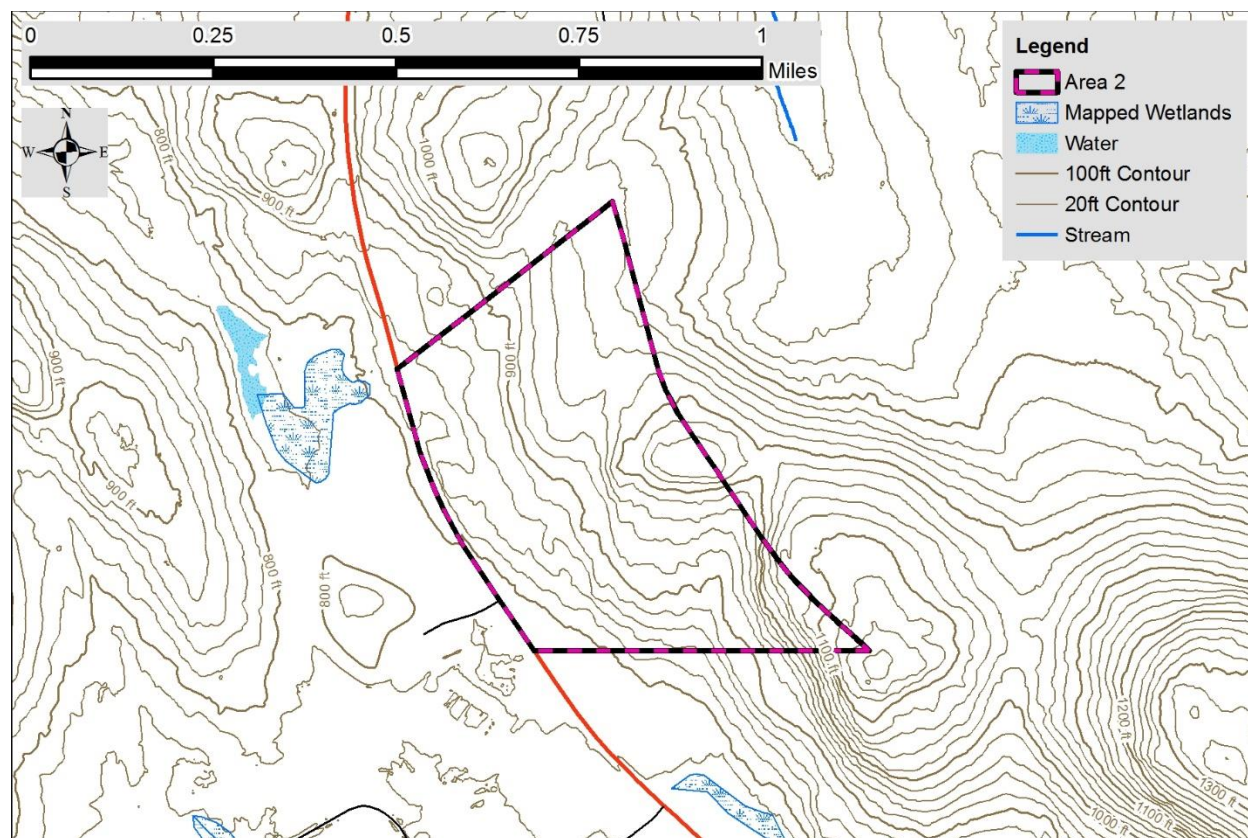 0 0.25 0.5 0.75 1
Miles
Legend
Area 2
Mapped Wetlands
Water
100ft Contour
20ft Contour
Stream
N
W E
S
800 ft
900 ft
1000 ft
900 ft
900 ft
900 ft
800 ft
800 ft
1100 ft
1200 ft
1300 ft
1100 ft
1000 ft